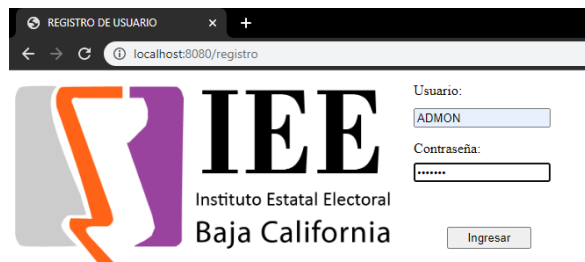 REGISTRO DE USUARIO
localhost:8080/registro
IEE
Instituto Estatal Electoral
Baja California
Usuario:
ADMON
Contraseña:
•••••••
Ingresar